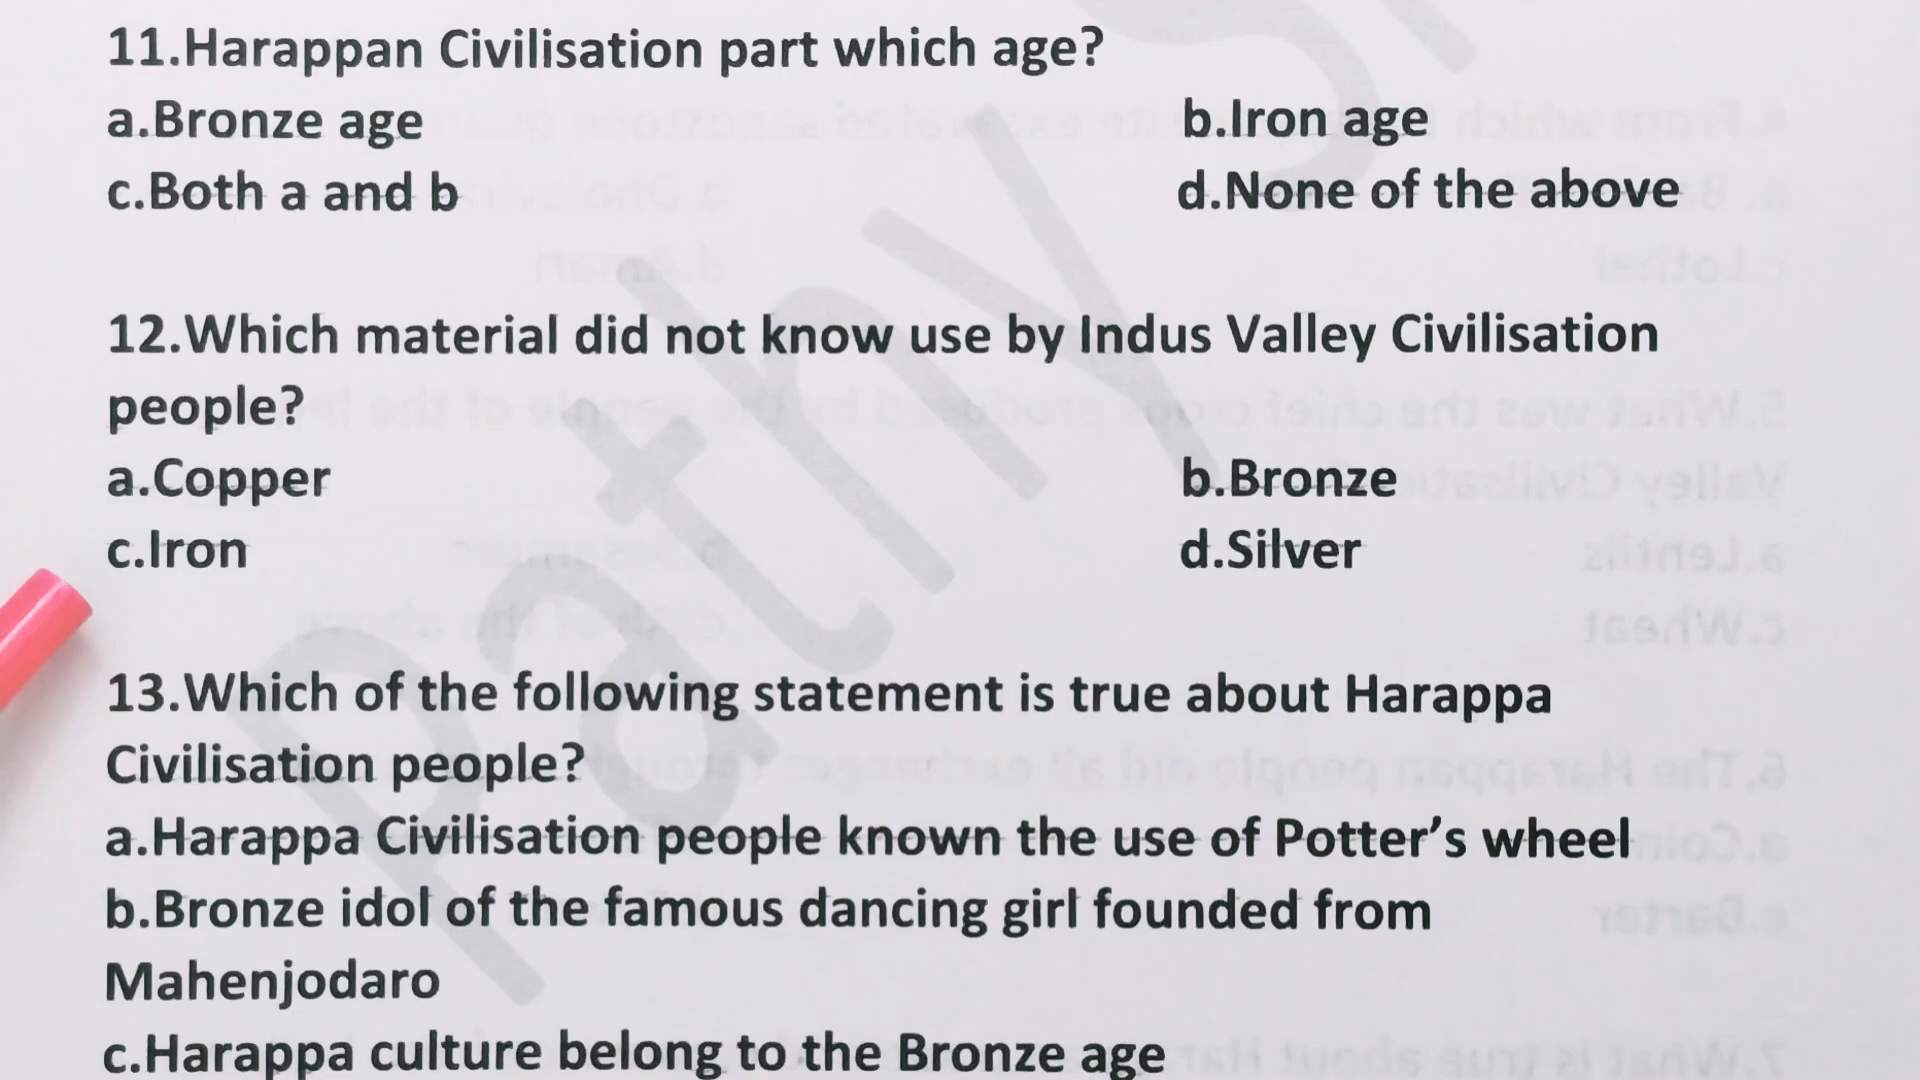 11.Harappan Civilisation part which age?
a.Bronze age b.Iron age
c.Both a and b d.None of the above
12.Which material did not know use by Indus Valley Civilisation
people?
a.Copper b.Bronze
c.Iron d.Silver
13.Which of the following statement is true about Harappa
Civilisation people?
a.Harappa Civilisation people known the use of Potter's wheel
b.Bronze idol of the famous dancing girl founded from
Mahenjodaro
c.Harappa culture belong to the Bronze age